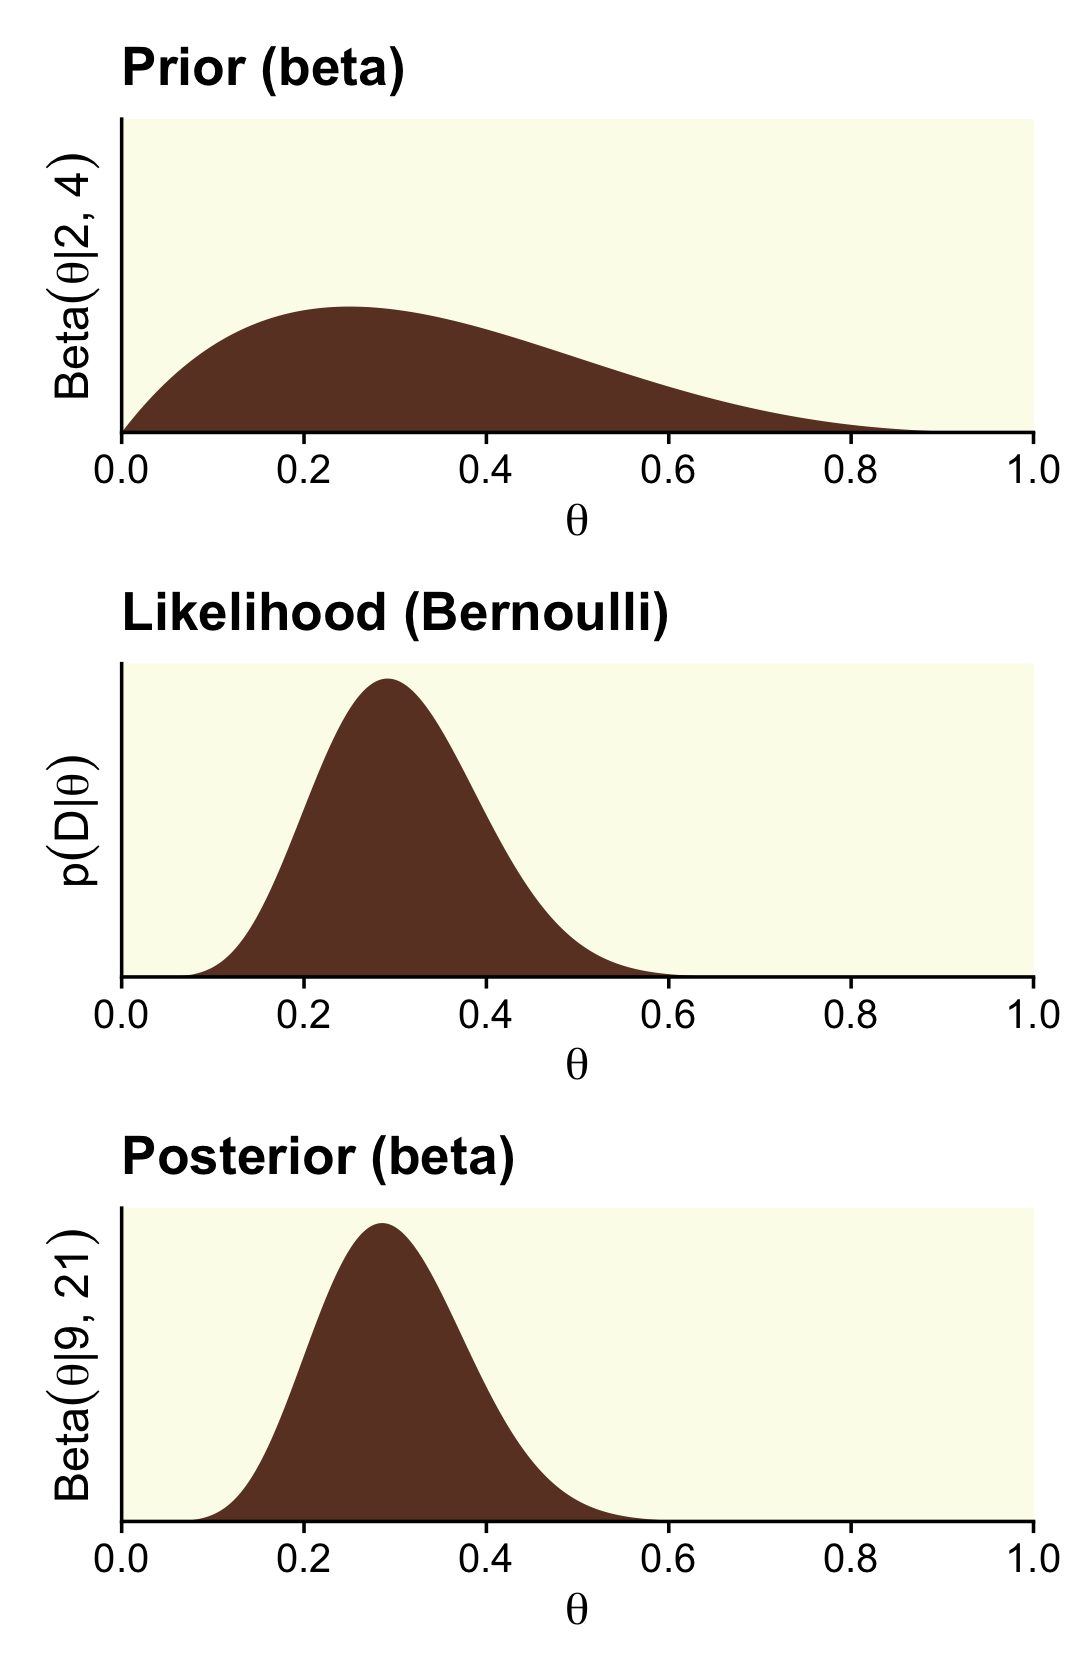 Prior (beta)
Beta(θ|2, 4)
0.0 0.2 0.4 0.6 0.8 1.0
θ
Likelihood (Bernoulli)
p(D|θ)
0.0 0.2 0.4 0.6 0.8 1.0
θ
Posterior (beta)
Beta(θ|9, 21)
0.0 0.2 0.4 0.6 0.8 1.0
θ